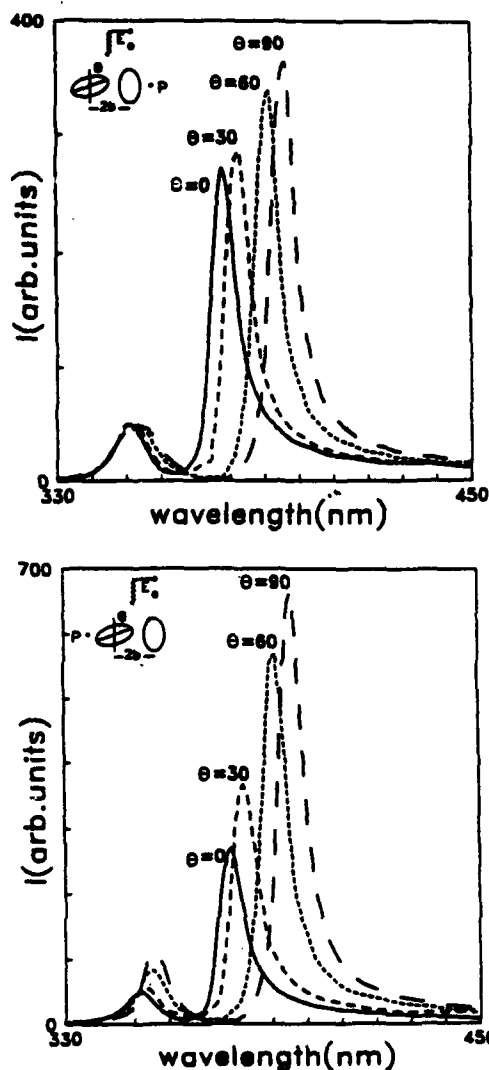 400
E₀
θ
P
2b
θ=90
θ=60
θ=30
θ=0
I(arb.units)
0
330
450
wavelength(nm)
700
E₀
θ
P
2b
θ=90
θ=60
θ=30
θ=0
I(arb.units)
0
330
450
wavelength(nm)